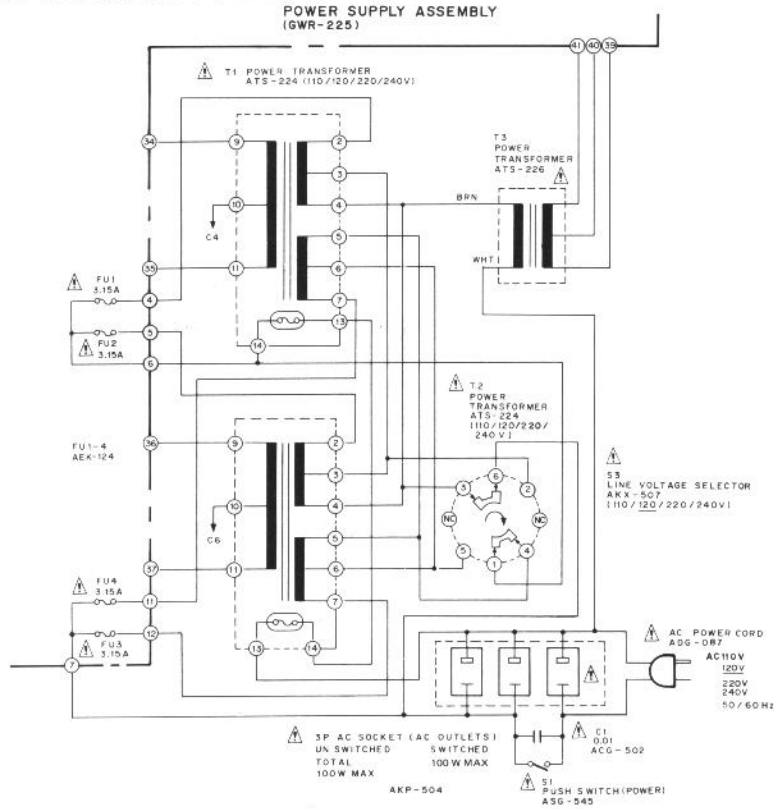 POWER SUPPLY ASSEMBLY
(GWR-225)
41 40 39
T1 POWER TRANSFORMER
ATS-224 (110/120/220/240V)
T3
POWER
TRANSFORMER
ATS-226
34
9
2
3
BRN
10
4
C4
5
WHT
35
11
6
FU1
3.15A
4
7
13
5
FU2
3.15A
14
6
T2
POWER
TRANSFORMER
ATS-224
(110/120/220/
240V)
FU1-4
AEK-124
36
9
2
3
10
4
C6
5
37
11
6
7
6
3
2
NC
NC
5
4
1
S3
LINE VOLTAGE SELECTOR
AKX-507
(110/120/220/240V)
FU4
3.15A
11
12
FU3
3.15A
13
14
7
AC POWER CORD
ADG-087
AC110V
120V
220V
240V
50/60Hz
3P AC SOCKET (AC OUTLETS)
UN SWITCHED
SWITCHED
TOTAL
100W MAX
100W MAX
AKP-504
C1
0.01
ACG-502
S1
PUSH SWITCH (POWER)
ASG-545